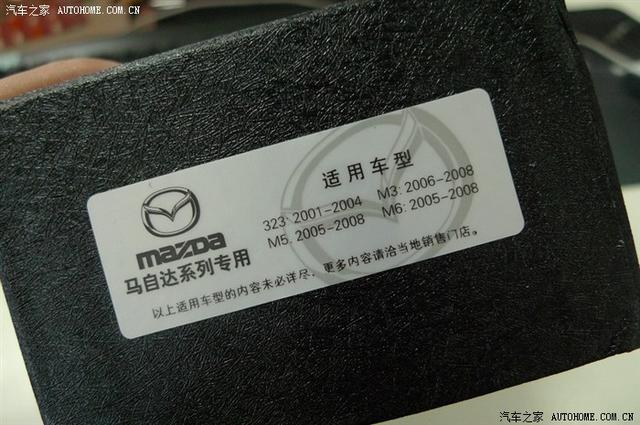 汽车之家 AUTOHOME.COM.CN
适用车型
323: 2001-2004 M3: 2006-2008
M5: 2005-2008 M6: 2005-2008
mazda
马自达系列专用
以上适用车型的内容未必详尽，更多内容请洽当地销售门店。
汽车之家 AUTOHOME.COM.CN